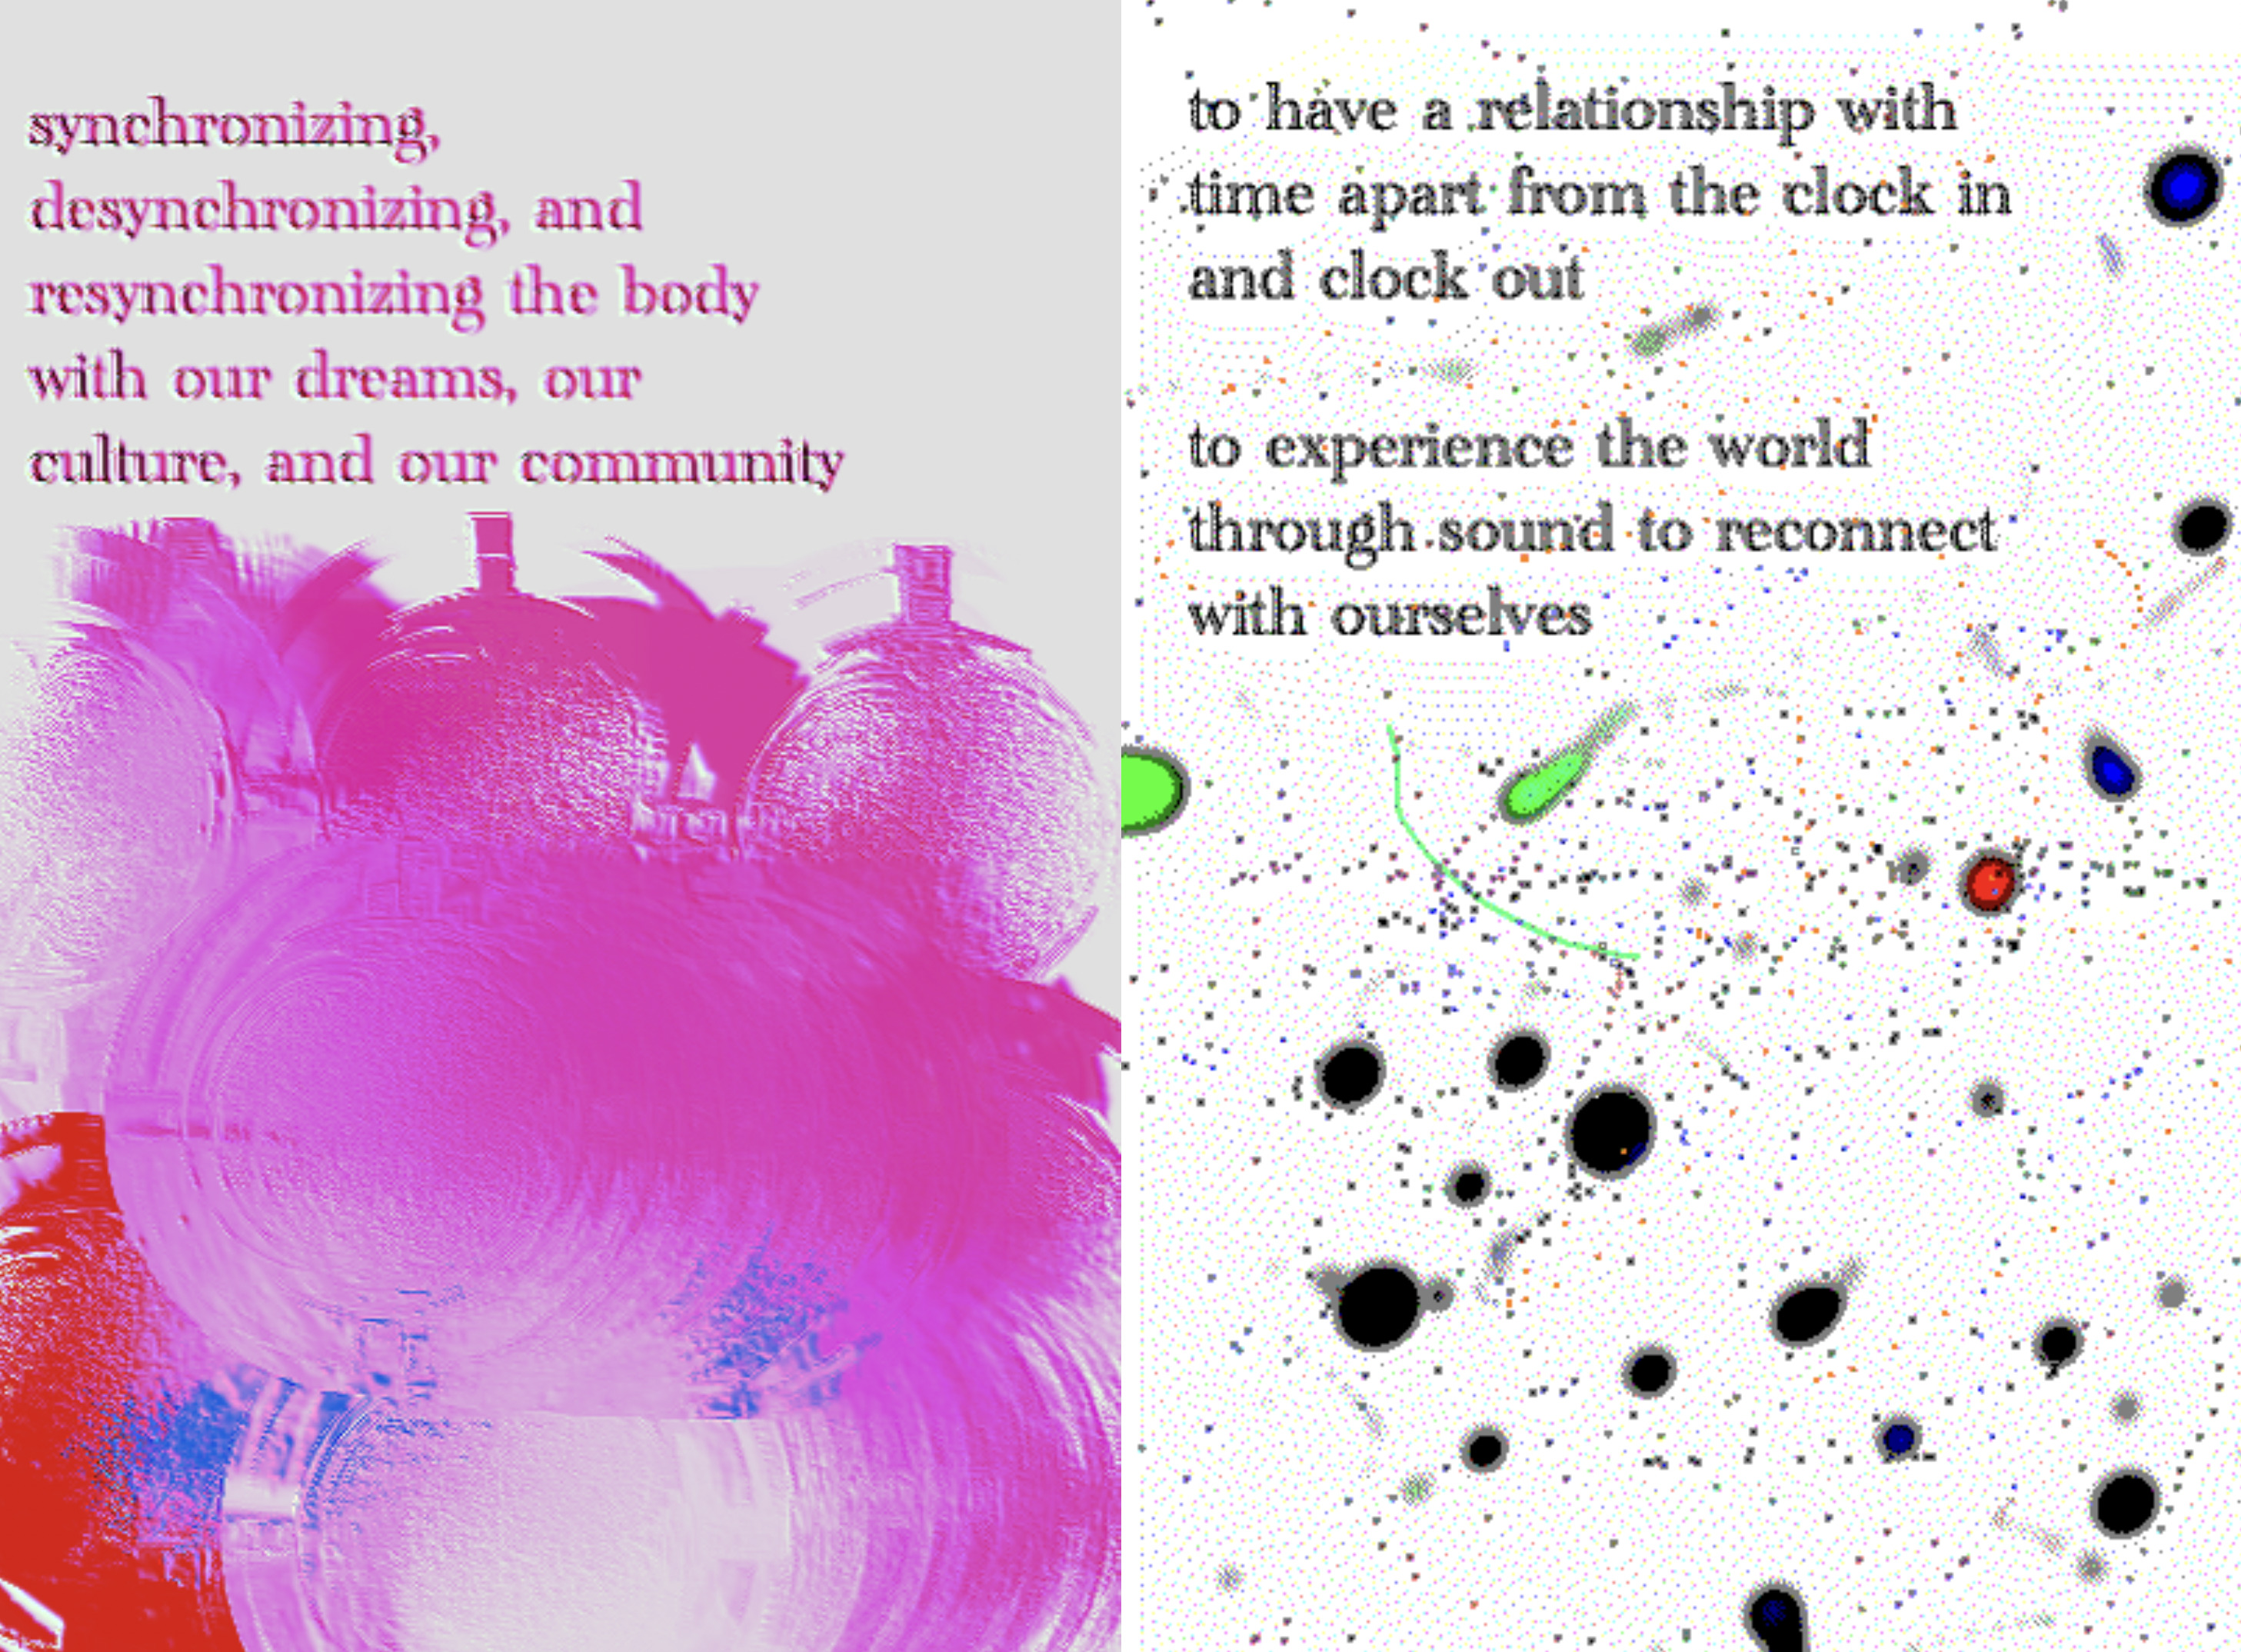 synchronizing,
desynchronizing, and
resynchronizing the body
with our dreams, our
culture, and our community
to have a relationship with
time apart from the clock in
and clock out
to experience the world
through sound to reconnect
with ourselves